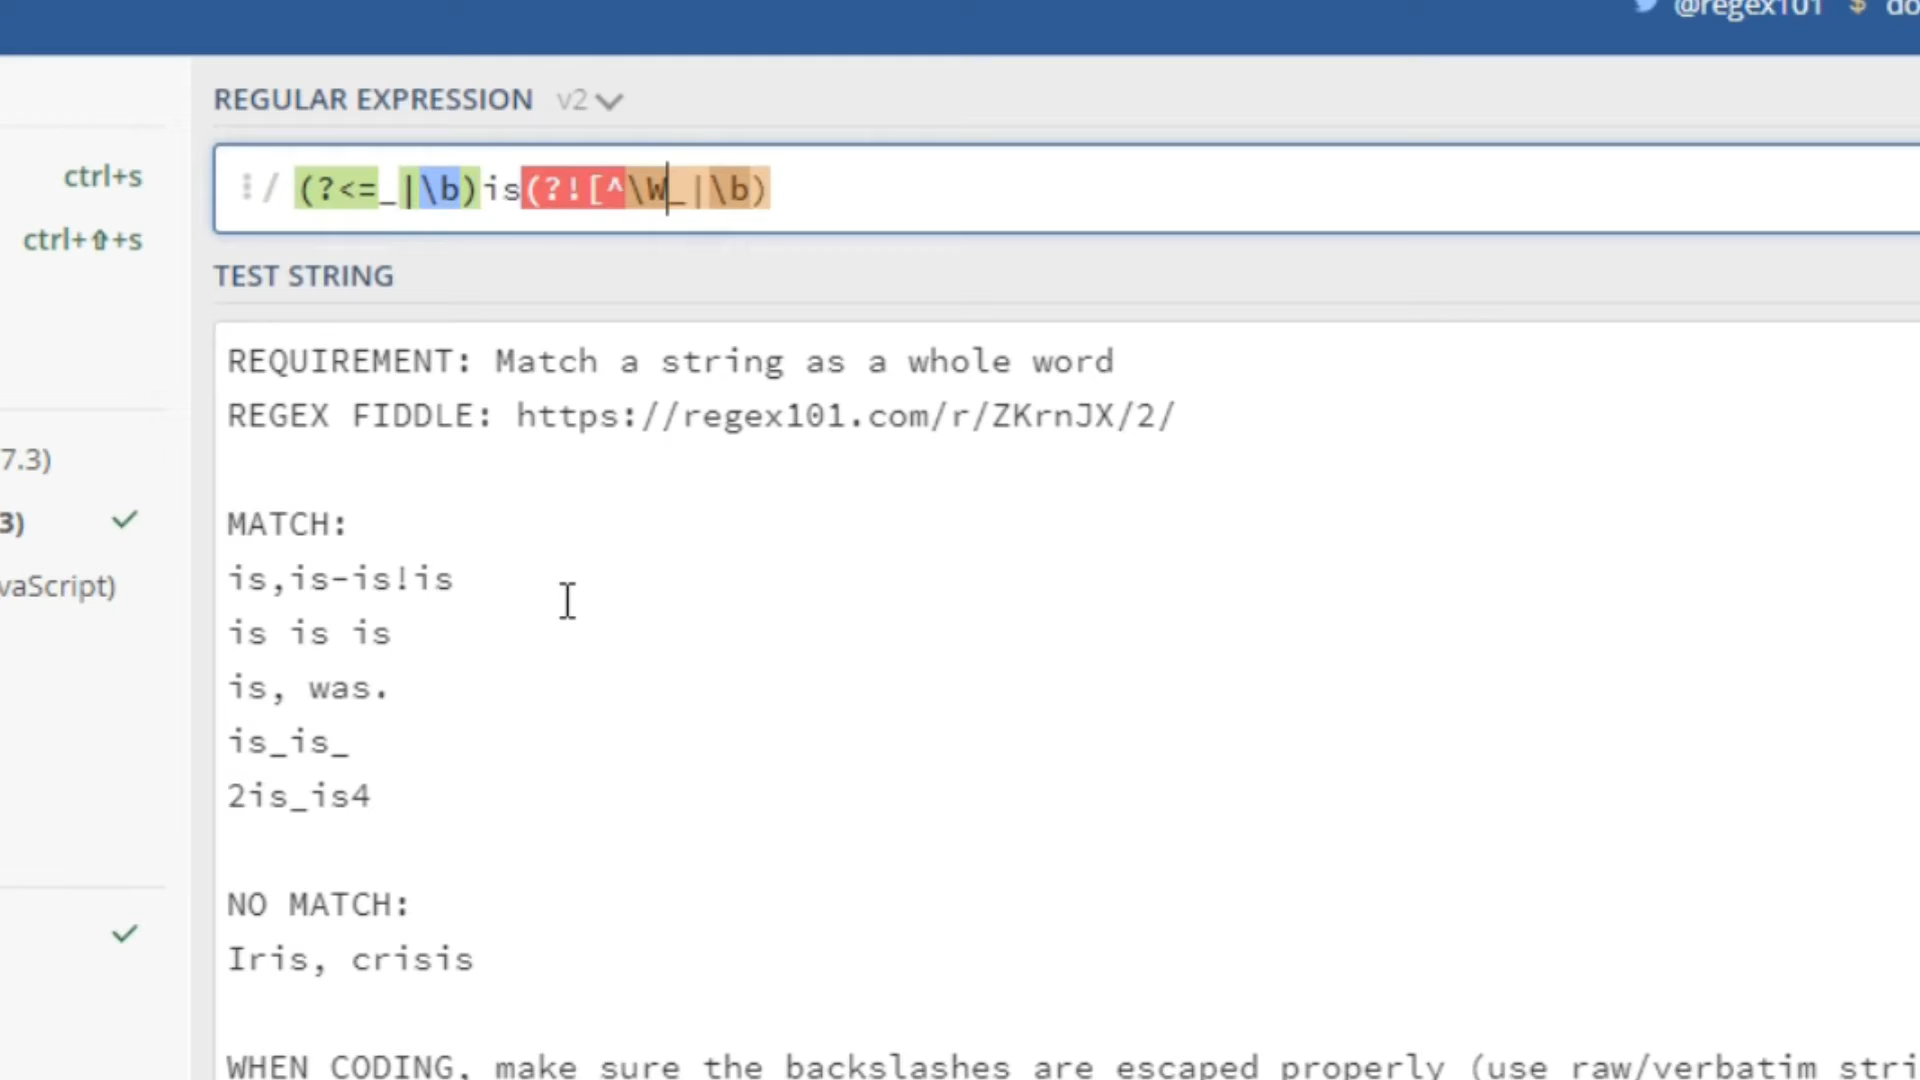 @regex101 $ do
REGULAR EXPRESSION v2
ctrl+s
/ (?<=_|\b)is(?![^\W_|\b)
ctrl+⇧+s
TEST STRING
REQUIREMENT: Match a string as a whole word
REGEX FIDDLE: https://regex101.com/r/ZKrnJX/2/
7.3)
MATCH:
3)
is,is-is!is
vaScript)
is is is
is, was.
is_is_
2is_is4
NO MATCH:
Iris, crisis
WHEN CODING, make sure the backslashes are escaped properly (use raw/verbatim stri